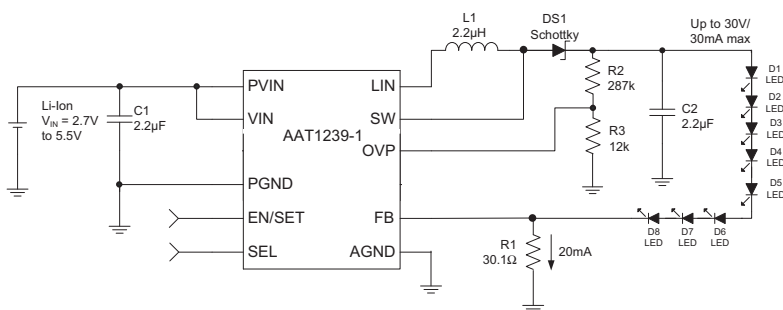 L1
2.2μH
DS1
Schottky
Up to 30V/
30mA max
Li-Ion
VIN = 2.7V
to 5.5V
C1
2.2μF
PVIN
VIN
PGND
EN/SET
SEL
AAT1239-1
LIN
SW
OVP
FB
AGND
R2
287k
R3
12k
C2
2.2μF
D1
LED
D2
LED
D3
LED
D4
LED
D5
LED
D8
LED
D7
LED
D6
LED
R1
30.1Ω
20mA